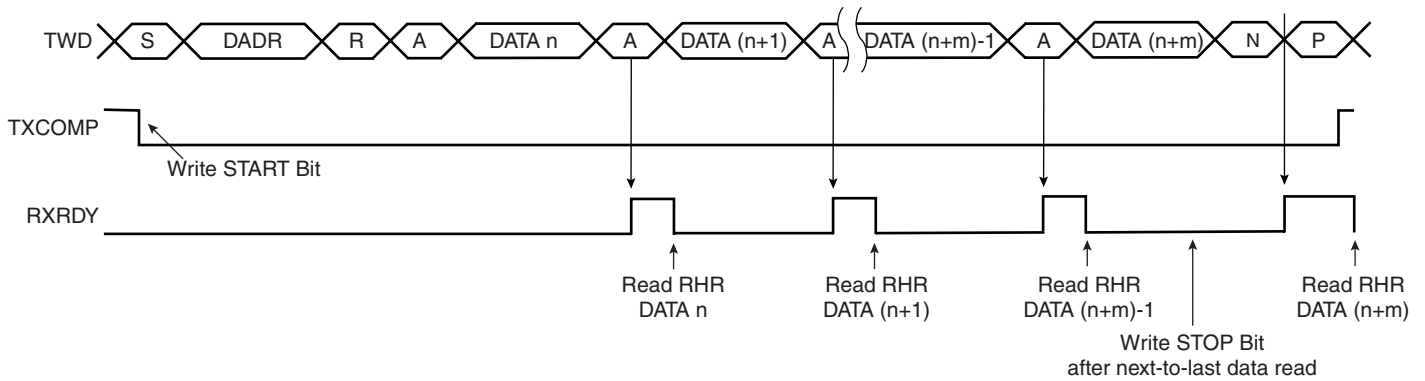 TWD S DADR R A DATA n A DATA (n+1) A DATA (n+m)-1 A DATA (n+m) N P
TXCOMP
Write START Bit
RXRDY
Read RHR
DATA n
Read RHR
DATA (n+1)
Read RHR
DATA (n+m)-1
Read RHR
DATA (n+m)
Write STOP Bit
after next-to-last data read